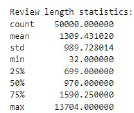 Review length statistics:
count 50000.000000
mean 1309.431020
std 989.728014
min 32.000000
25% 699.000000
50% 970.000000
75% 1590.250000
max 13704.000000